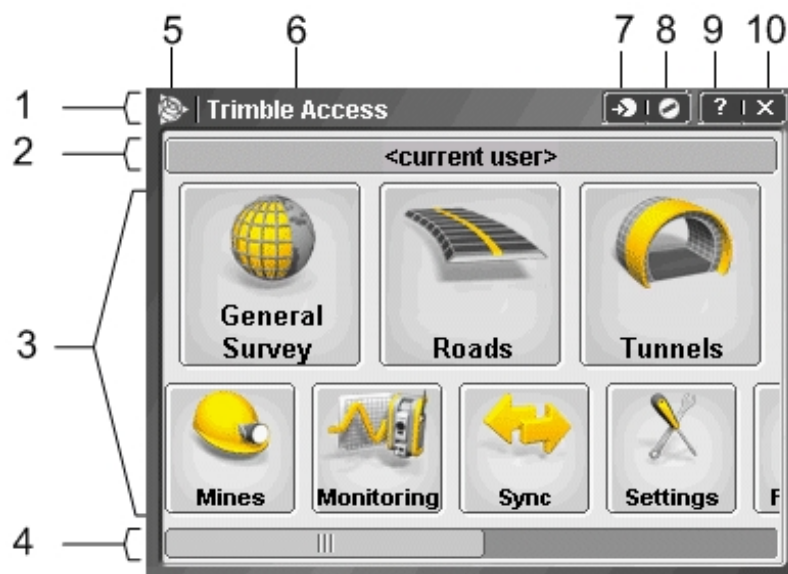 5 6 7 8 9 10
1 Trimble Access ? X
2 <current user>
3
General Survey
Roads
Tunnels
Mines
Monitoring
Sync
Settings
F
4